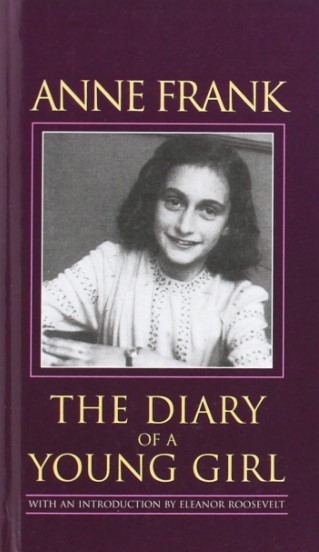 ANNE FRANK
THE DIARY
OF A
YOUNG GIRL
WITH AN INTRODUCTION BY ELEANOR ROOSEVELT